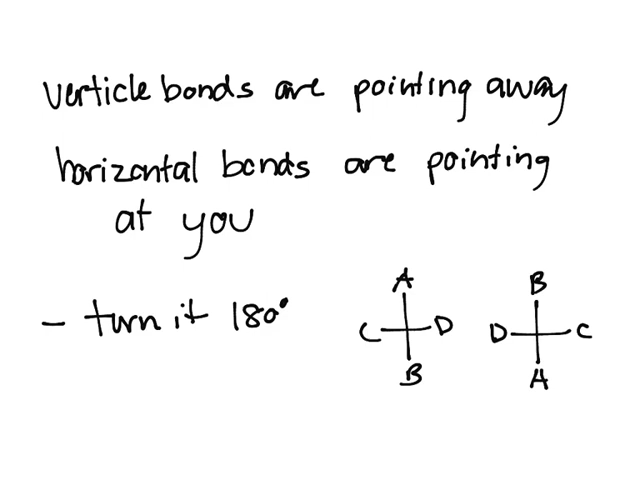 verticle bonds are pointing away
horizontal bonds are pointing
at you
- turn it 180°
A
C D
B
B
D C
A